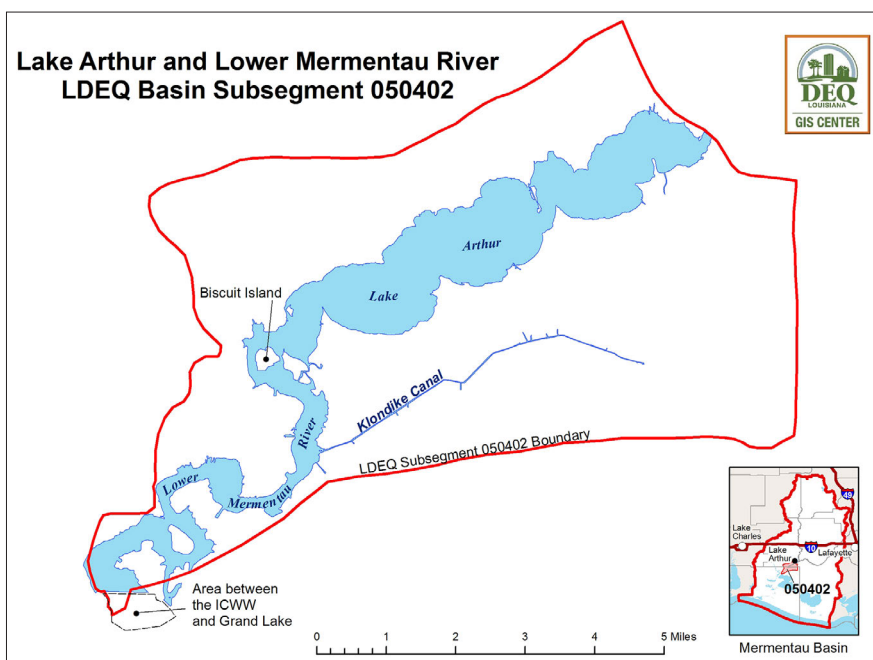 Lake Arthur and Lower Mermentau River
LDEQ Basin Subsegment 050402
DEQ
LOUISIANA
GIS CENTER
Arthur
Biscuit Island
Lake
Klondike Canal
River
LDEQ Subsegment 050402 Boundary
Lower
Mermentau
Area between
the ICWW
and Grand Lake
0 1 2 3 4 5 Miles
49
Lake
Charles
10
Lake
Arthur
Lafayette
050402
Mermentau Basin